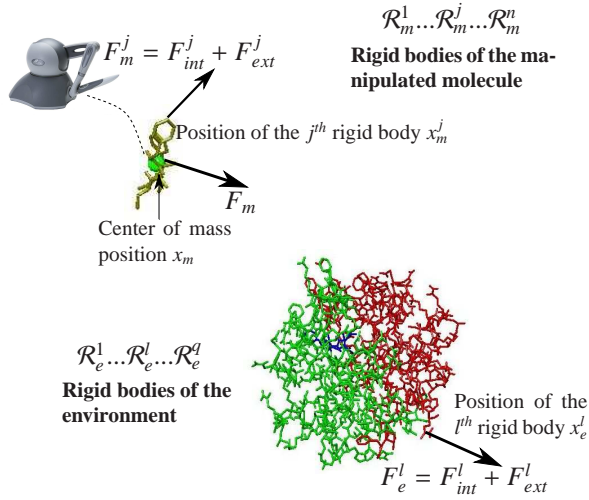 F_m^j = F_int^j + F_ext^j
R_m^1...R_m^j...R_m^n
Rigid bodies of the ma-
nipulated molecule
Position of the j^th rigid body x_m^j
F_m
Center of mass
position x_m
R_e^1...R_e^l...R_e^q
Rigid bodies of the
environment
Position of the
l^th rigid body x_e^l
F_e^l = F_int^l + F_ext^l